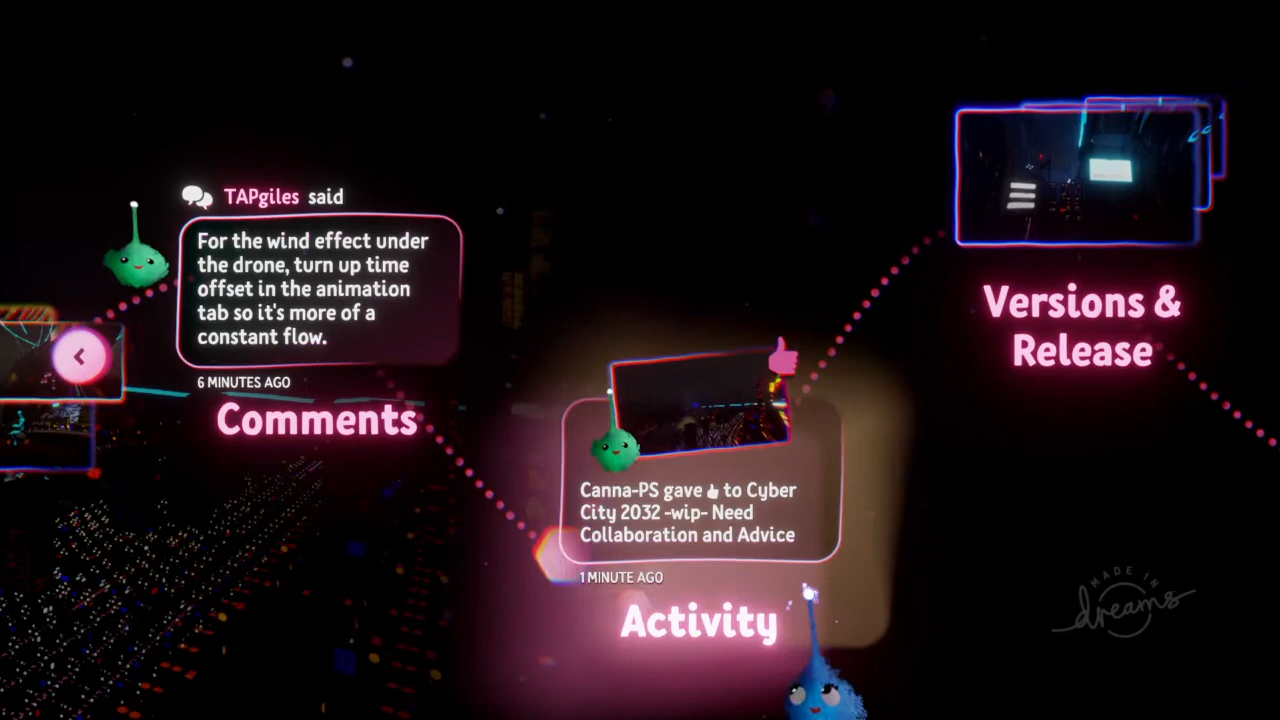 TAPgiles said
For the wind effect under
the drone, turn up time
offset in the animation
tab so it's more of a
constant flow.
6 MINUTES AGO
Comments
Canna-PS gave to Cyber
City 2032 -wip- Need
Collaboration and Advice
1 MINUTE AGO
Activity
Versions &
Release
MADE IN
dreams